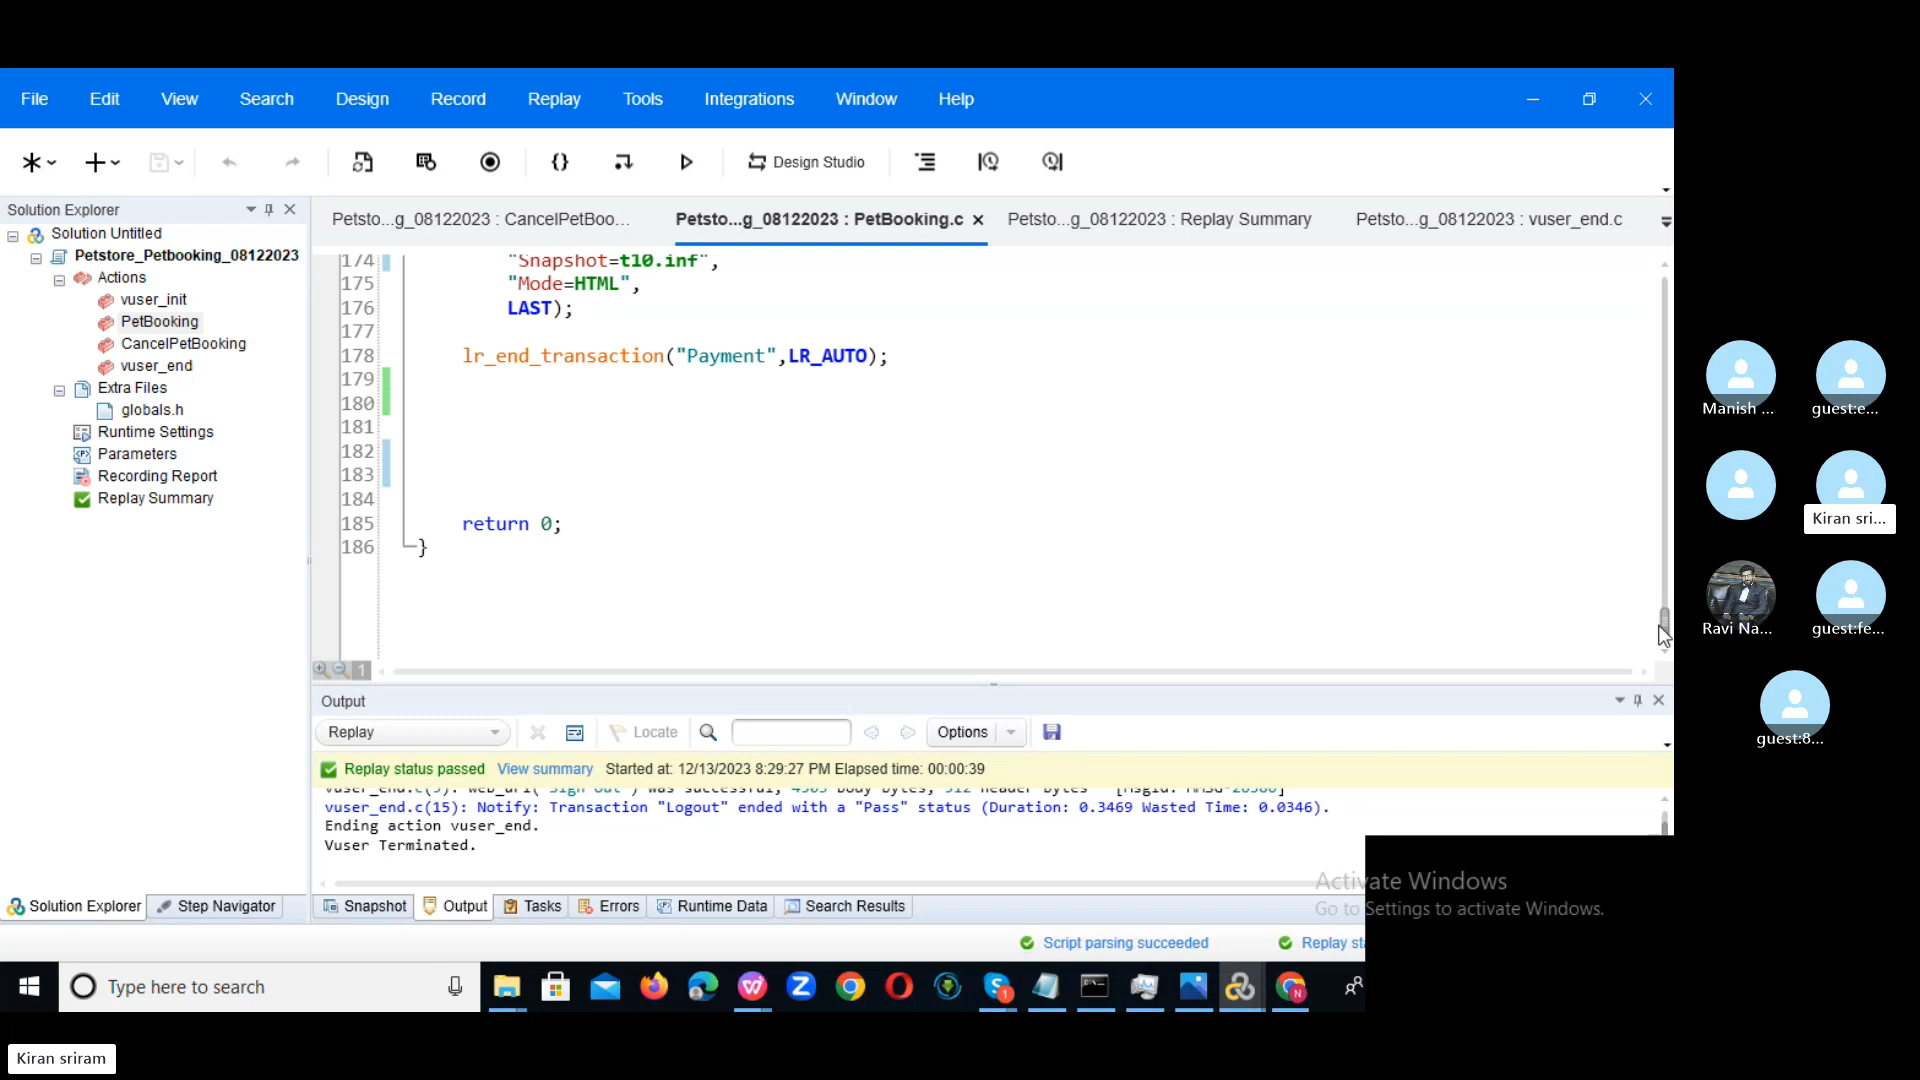 File Edit View Search Design Record Replay Tools Integrations Window Help
Design Studio
Solution Explorer
Solution Untitled
Petstore_Petbooking_08122023
Actions
vuser_init
PetBooking
CancelPetBooking
vuser_end
Extra Files
globals.h
Runtime Settings
Parameters
Recording Report
Replay Summary
Petsto...g_08122023 : CancelPetBoo... Petsto...g_08122023 : PetBooking.c Petsto...g_08122023 : Replay Summary Petsto...g_08122023 : vuser_end.c
174 "Snapshot=t10.inf",
175 "Mode=HTML",
176 LAST);
177
178 lr_end_transaction("Payment",LR_AUTO);
179
180
181
182
183
184
185 return 0;
186 }
1
Output
Replay Locate Options
Replay status passed View summary Started at: 12/13/2023 8:29:27 PM Elapsed time: 00:00:39
vuser_end.c(15): Notify: Transaction "Logout" ended with a "Pass" status (Duration: 0.3469 Wasted Time: 0.0346).
Ending action vuser_end.
Vuser Terminated.
Solution Explorer Step Navigator Snapshot Output Tasks Errors Runtime Data Search Results
Activate Windows
Go to Settings to activate Windows.
Script parsing succeeded Replay sta
Type here to search
Manish ... guest:e...
Kiran sri...
Ravi Na... guest:fe...
guest:8...
Kiran sriram